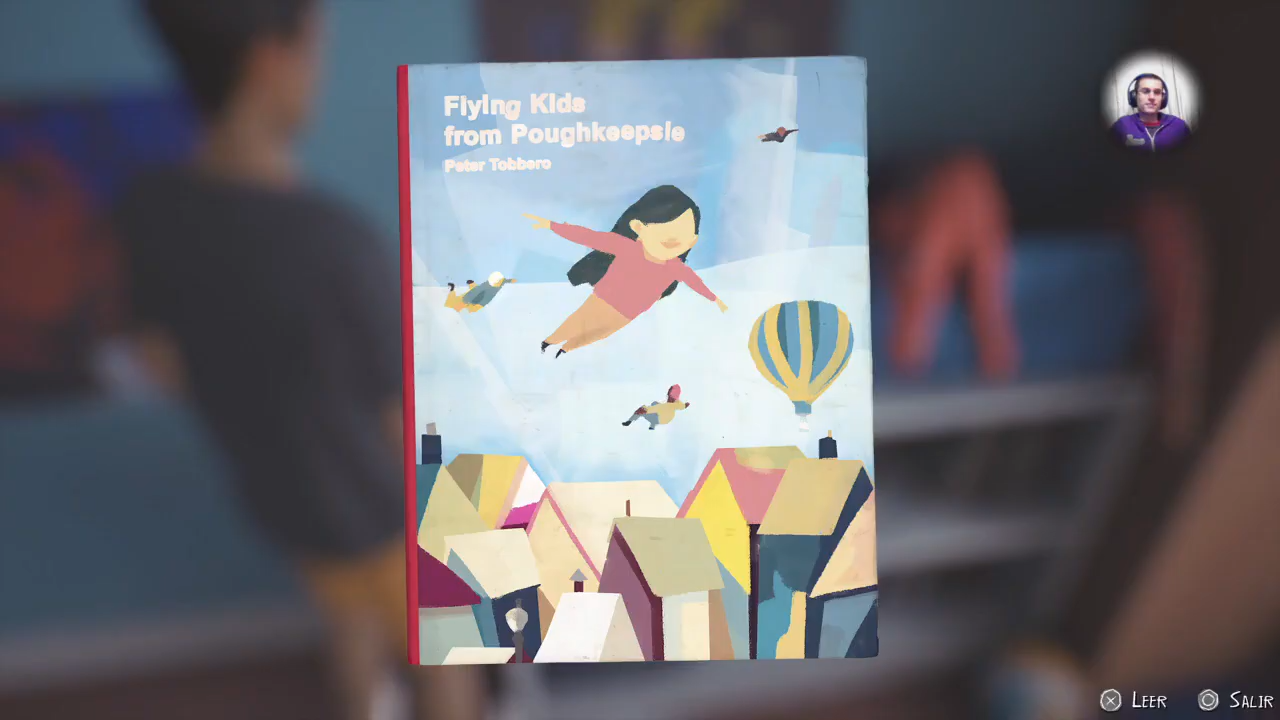 Flying Kids
from Poughkeepsie
Peter Tobbero
Leer
Salir